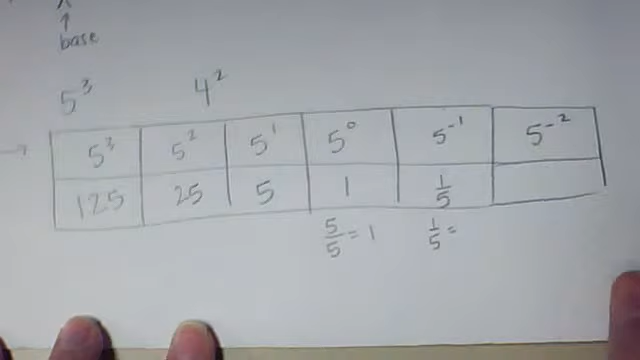 base
5³ 4²
5³ 5² 5¹ 5⁰ 5⁻¹ 5⁻²
125 25 5 1 1/5
5/5 = 1 1/5 =